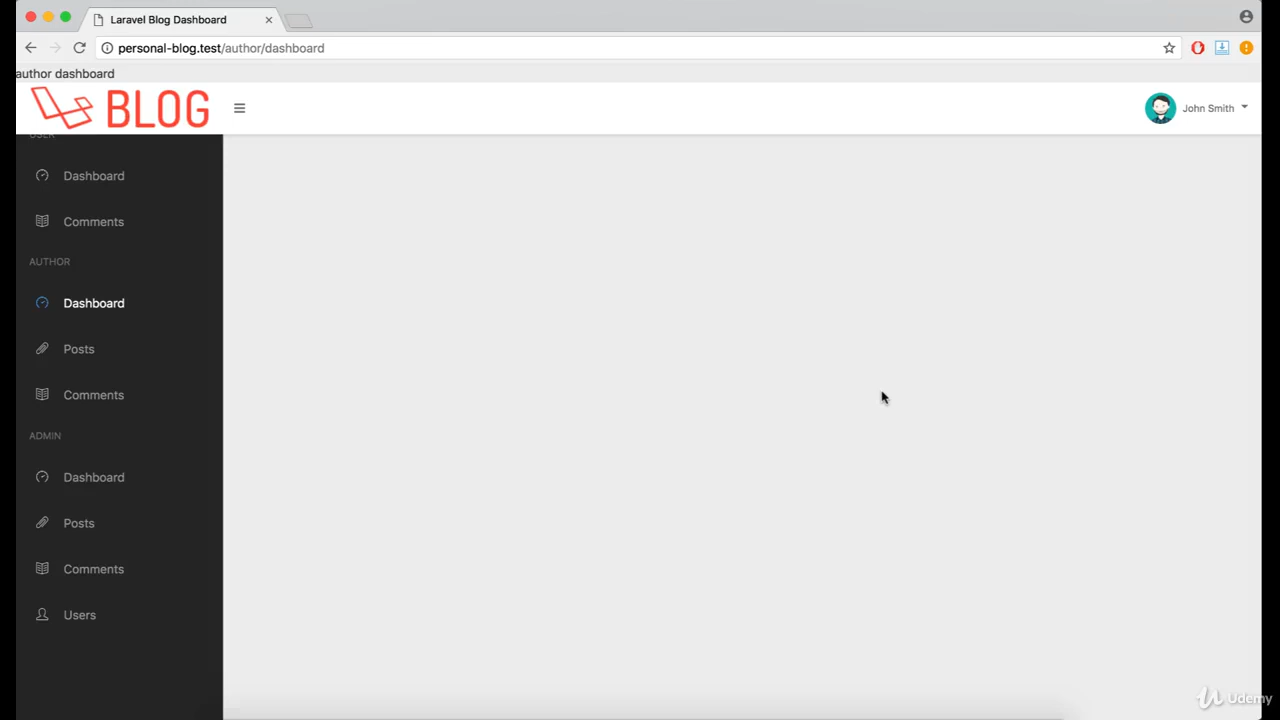 Laravel Blog Dashboard
personal-blog.test/author/dashboard
author dashboard
BLOG
John Smith
USER
Dashboard
Comments
AUTHOR
Dashboard
Posts
Comments
ADMIN
Dashboard
Posts
Comments
Users
Udemy